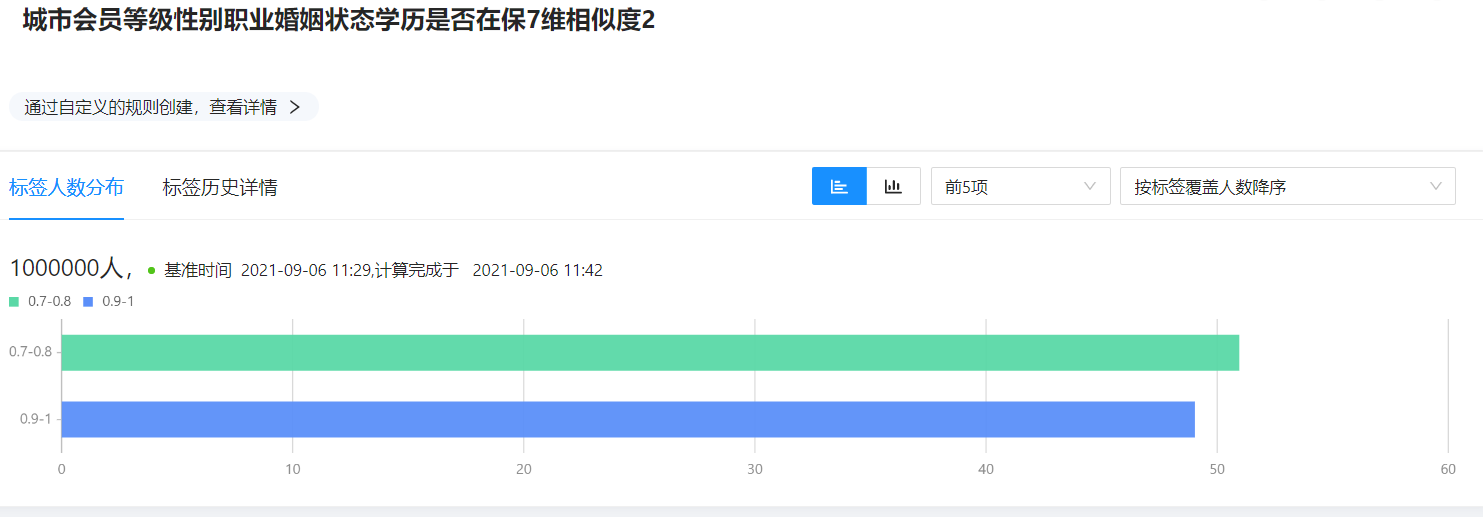 城市会员等级性别职业婚姻状态学历是否在保7维相似度2
通过自定义的规则创建，查看详情
标签人数分布 标签历史详情 前5项 按标签覆盖人数降序
1000000人， 基准时间 2021-09-06 11:29,计算完成于 2021-09-06 11:42
0.7-0.8 0.9-1
0.7-0.8
0.9-1
0 10 20 30 40 50 60